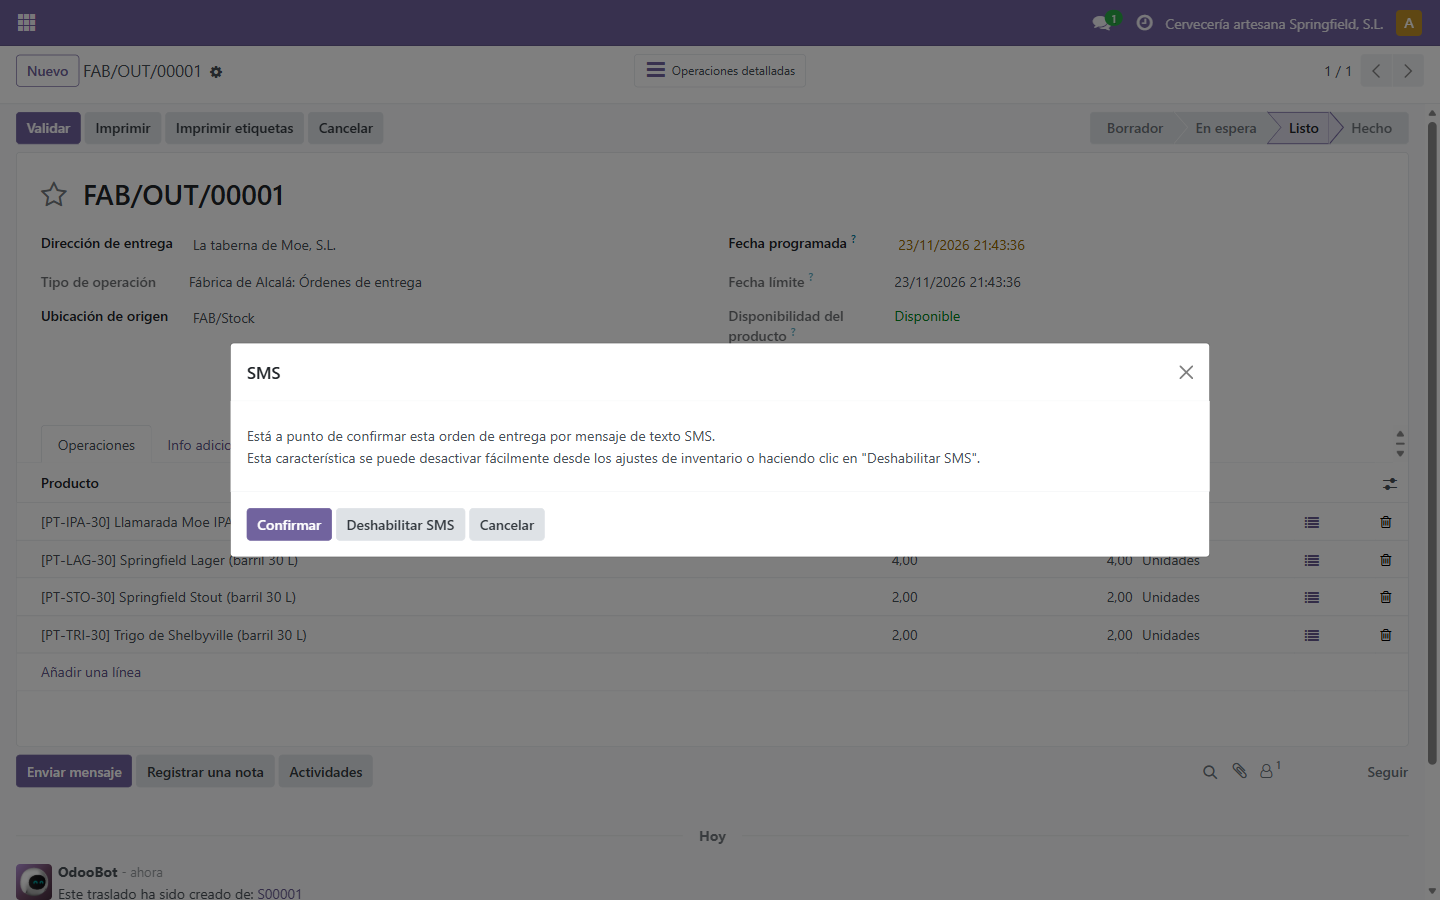 1
Cervecería artesana Springfield, S.L.
A
Nuevo
FAB/OUT/00001
Operaciones detalladas
1 / 1
Validar
Imprimir
Imprimir etiquetas
Cancelar
Borrador
En espera
Listo
Hecho
FAB/OUT/00001
Dirección de entrega
La taberna de Moe, S.L.
Fecha programada ?
23/11/2026 21:43:36
Tipo de operación
Fábrica de Alcalá: Órdenes de entrega
Fecha límite ?
23/11/2026 21:43:36
Ubicación de origen
FAB/Stock
Disponibilidad del
producto ?
Disponible
SMS
Está a punto de confirmar esta orden de entrega por mensaje de texto SMS.
Esta característica se puede desactivar fácilmente desde los ajustes de inventario o haciendo clic en "Deshabilitar SMS".
Confirmar
Deshabilitar SMS
Cancelar
Operaciones
Info adici
Producto
[PT-IPA-30] Llamarada Moe IPA
[PT-LAG-30] Springfield Lager (barril 30 L)
4,00
4,00 Unidades
[PT-STO-30] Springfield Stout (barril 30 L)
2,00
2,00 Unidades
[PT-TRI-30] Trigo de Shelbyville (barril 30 L)
2,00
2,00 Unidades
Añadir una línea
Enviar mensaje
Registrar una nota
Actividades
1
Seguir
Hoy
OdooBot - ahora
Este traslado ha sido creado de: S00001